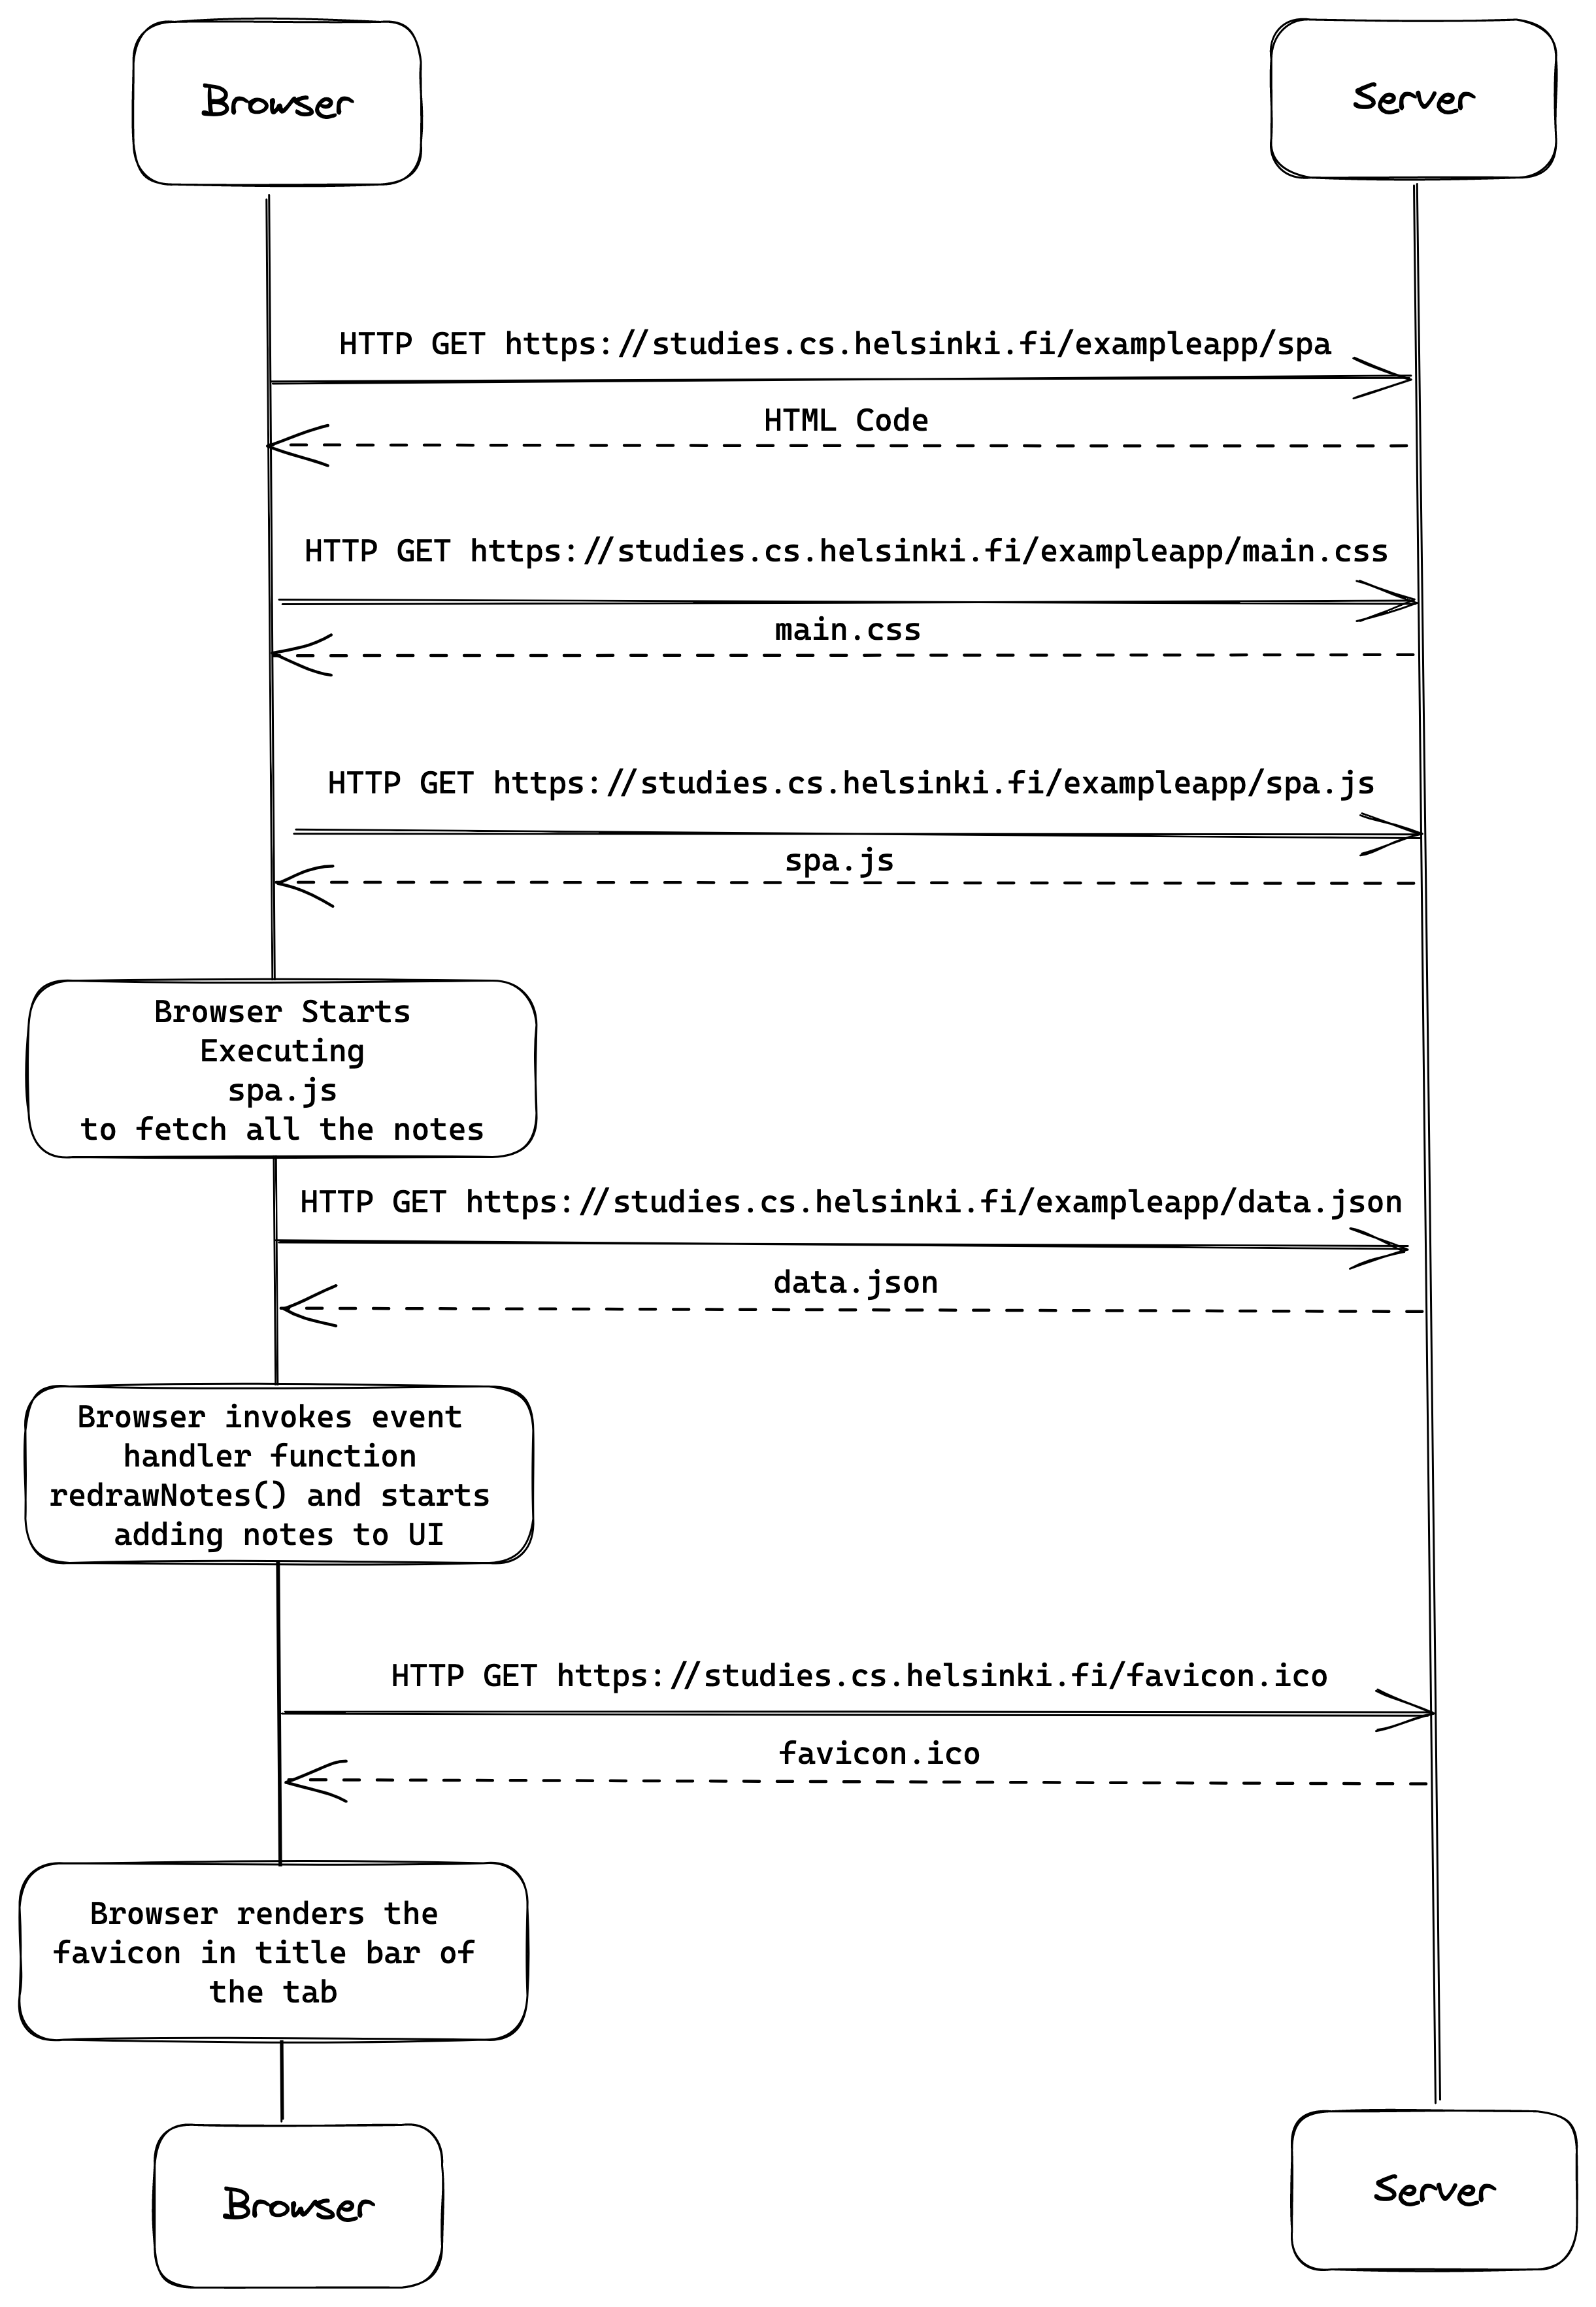 Browser
Server
HTTP GET https://studies.cs.helsinki.fi/exampleapp/spa
HTML Code
HTTP GET https://studies.cs.helsinki.fi/exampleapp/main.css
main.css
HTTP GET https://studies.cs.helsinki.fi/exampleapp/spa.js
spa.js
Browser Starts
Executing
spa.js
to fetch all the notes
HTTP GET https://studies.cs.helsinki.fi/exampleapp/data.json
data.json
Browser invokes event
handler function
redrawNotes() and starts
adding notes to UI
HTTP GET https://studies.cs.helsinki.fi/favicon.ico
favicon.ico
Browser renders the
favicon in title bar of
the tab
Browser
Server